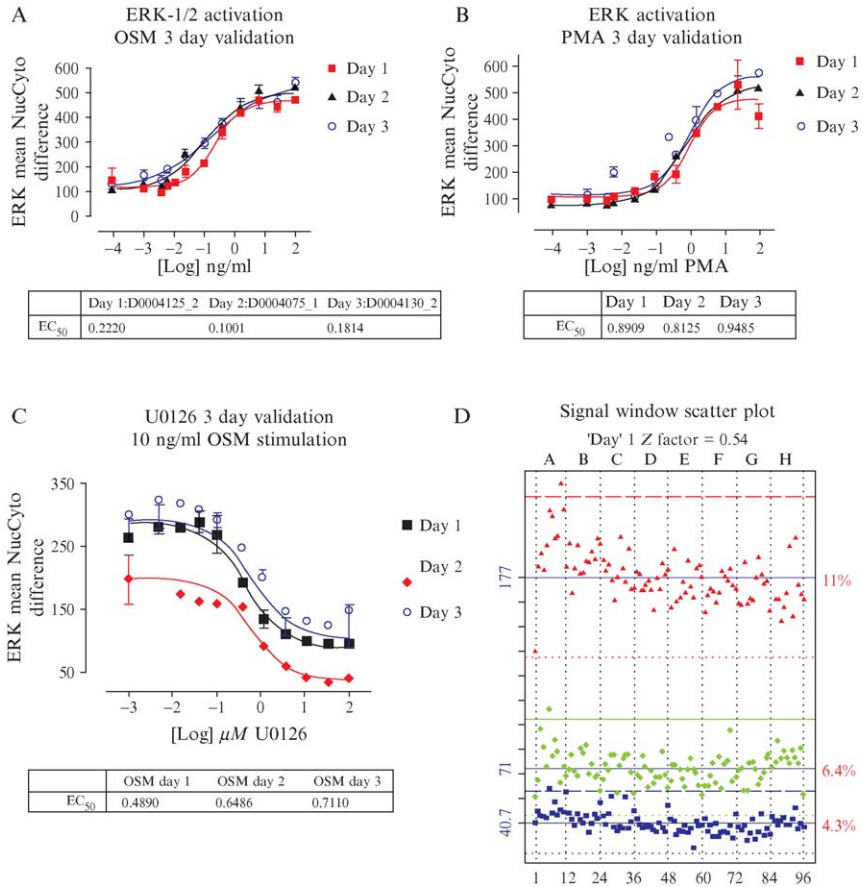 A
ERK-1/2 activation
OSM 3 day validation
ERK mean NucCyto
difference
600
500
400
300
200
100
0
−4 −3 −2 −1 0 1 2
[Log] ng/ml
Day 1
Day 2
Day 3
Day 1:D0004125_2 Day 2:D0004075_1 Day 3:D0004130_2
EC50 0.2220 0.1001 0.1814
B
ERK activation
PMA 3 day validation
ERK mean NucCyto
difference
600
500
400
300
200
100
−4 −3 −2 −1 0 1 2
[Log] ng/ml PMA
Day 1
Day 2
Day 3
Day 1 Day 2 Day 3
EC50 0.8909 0.8125 0.9485
C
U0126 3 day validation
10 ng/ml OSM stimulation
ERK mean NucCyto
difference
350
250
150
50
−3 −2 −1 0 1 2
[Log] μM U0126
Day 1
Day 2
Day 3
OSM day 1 OSM day 2 OSM day 3
EC50 0.4890 0.6486 0.7110
D
Signal window scatter plot
'Day' 1 Z factor = 0.54
A B C D E F G H
177
71
40.7
11%
6.4%
4.3%
1 12 24 36 48 60 72 84 96